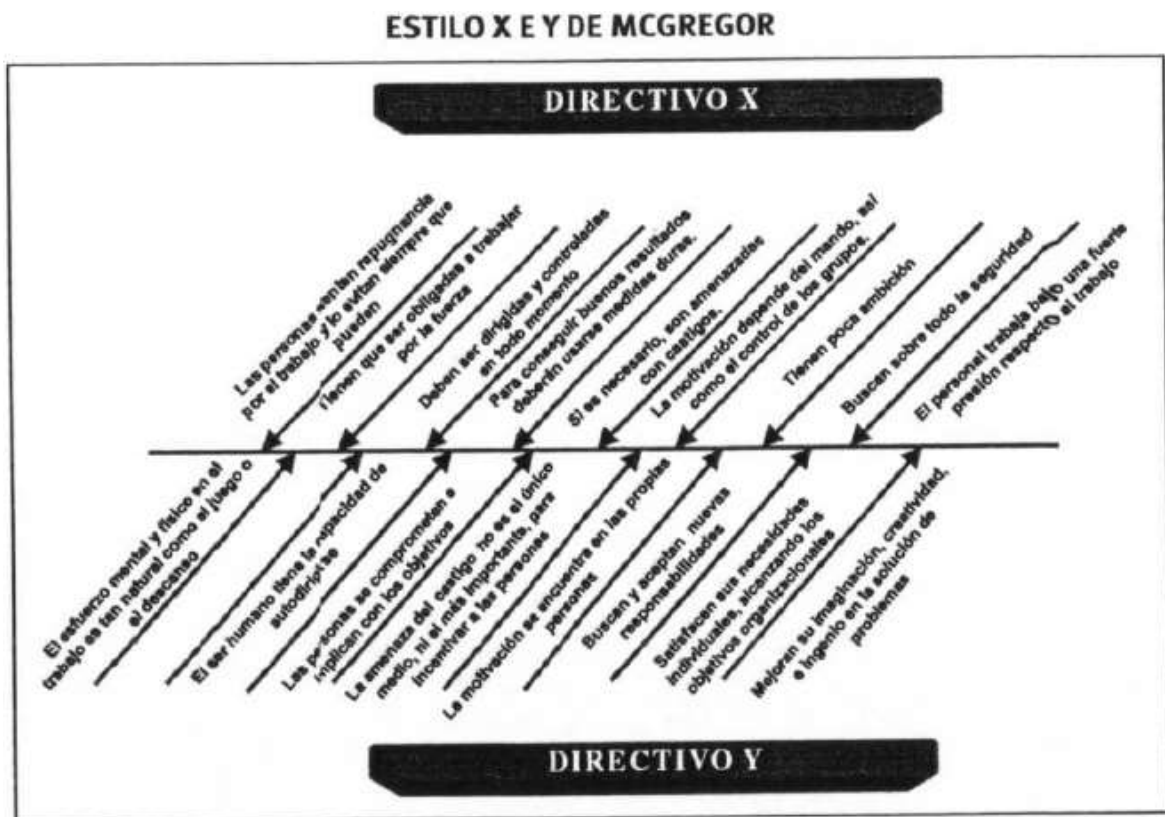 ESTILO X E Y DE MCGREGOR
DIRECTIVO X
Las personas sentían repugnancia
por el trabajo y lo evitan siempre que
puedan
Tienen que ser obligadas a trabajar
por la fuerza
Deben ser dirigidas y controladas
en todo momento
Para conseguir buenos resultados
deberán usarse medidas duras.
Si es necesario, son amenazadas
con castigos.
La motivación depende del mando, así
como el control de los grupos.
Tienen poca ambición
Buscan sobre todo la seguridad
El personal trabaja bajo una fuerte
presión respecto al trabajo
El esfuerzo mental y físico en el
trabajo es tan natural como el juego o
el descanso
El ser humano tiene la capacidad de
autodirigirse
Las personas se comprometen e
implican con los objetivos
La amenaza del castigo no es el único
medio, ni el más importante, para
incentivar a las personas
La motivación se encuentra en las propias
personas
Buscan y aceptan nuevas
responsabilidades
Satisfacen sus necesidades
individuales, alcanzando los
objetivos organizacionales
Mejoran su imaginación, creatividad,
e ingenio en la solución de
problemas
DIRECTIVO Y